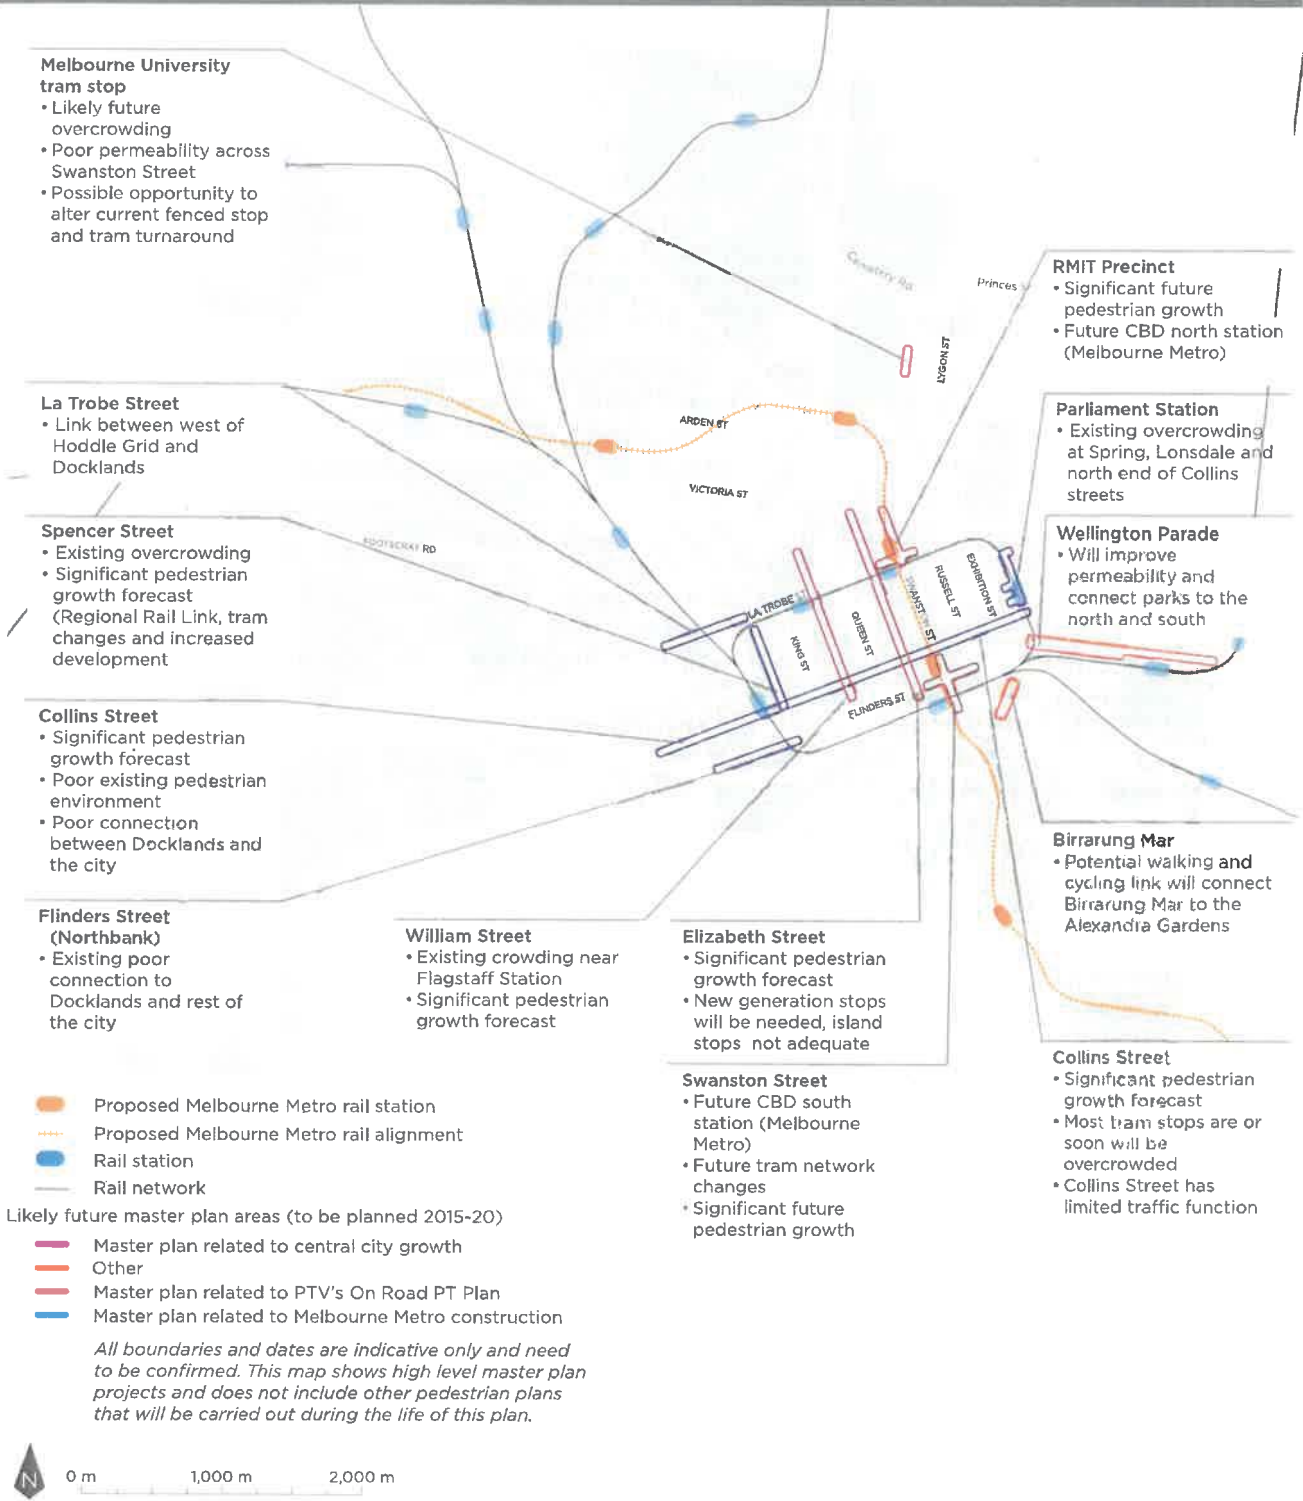 Melbourne University
tram stop
• Likely future
overcrowding
• Poor permeability across
Swanston Street
• Possible opportunity to
alter current fenced stop
and tram turnaround
La Trobe Street
• Link between west of
Hoddle Grid and
Docklands
Spencer Street
• Existing overcrowding
• Significant pedestrian
growth forecast
(Regional Rail Link, tram
changes and increased
development
Collins Street
• Significant pedestrian
growth forecast
• Poor existing pedestrian
environment
• Poor connection
between Docklands and
the city
Flinders Street
(Northbank)
• Existing poor
connection to
Docklands and rest of
the city
William Street
• Existing crowding near
Flagstaff Station
• Significant pedestrian
growth forecast
Elizabeth Street
• Significant pedestrian
growth forecast
• New generation stops
will be needed, island
stops not adequate
Swanston Street
• Future CBD south
station (Melbourne
Metro)
• Future tram network
changes
• Significant future
pedestrian growth
RMIT Precinct
• Significant future
pedestrian growth
• Future CBD north station
(Melbourne Metro)
Parliament Station
• Existing overcrowding
at Spring, Lonsdale and
north end of Collins
streets
Wellington Parade
• Will improve
permeability and
connect parks to the
north and south
Birrarung Mar
• Potential walking and
cycling link will connect
Birrarung Mar to the
Alexandra Gardens
Collins Street
• Significant pedestrian
growth forecast
• Most tram stops are or
soon will be
overcrowded
• Collins Street has
limited traffic function
Cemetery Rd
Princes
LYGON ST
ARDEN ST
VICTORIA ST
FOOTSCRAY RD
LA TROBE ST
KING ST
QUEEN ST
SWANSTON ST
RUSSELL ST
EXHIBITION ST
FLINDERS ST
Proposed Melbourne Metro rail station
Proposed Melbourne Metro rail alignment
Rail station
Rail network
Likely future master plan areas (to be planned 2015-20)
Master plan related to central city growth
Other
Master plan related to PTV's On Road PT Plan
Master plan related to Melbourne Metro construction
All boundaries and dates are indicative only and need
to be confirmed. This map shows high level master plan
projects and does not include other pedestrian plans
that will be carried out during the life of this plan.
N
0 m 1,000 m 2,000 m